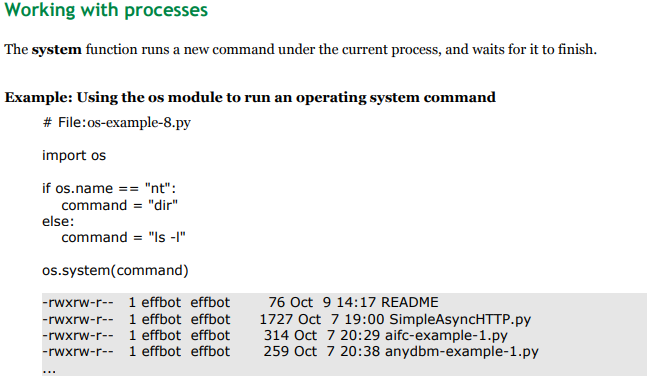 Working with processes
The system function runs a new command under the current process, and waits for it to finish.
Example: Using the os module to run an operating system command
# File:os-example-8.py
import os
if os.name == "nt":
command = "dir"
else:
command = "ls -l"
os.system(command)
-rwxrw-r-- 1 effbot effbot 76 Oct 9 14:17 README
-rwxrw-r-- 1 effbot effbot 1727 Oct 7 19:00 SimpleAsyncHTTP.py
-rwxrw-r-- 1 effbot effbot 314 Oct 7 20:29 aifc-example-1.py
-rwxrw-r-- 1 effbot effbot 259 Oct 7 20:38 anydbm-example-1.py
...